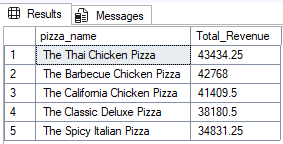 Results Messages
pizza_name Total_Revenue
1 The Thai Chicken Pizza 43434.25
2 The Barbecue Chicken Pizza 42768
3 The California Chicken Pizza 41409.5
4 The Classic Deluxe Pizza 38180.5
5 The Spicy Italian Pizza 34831.25